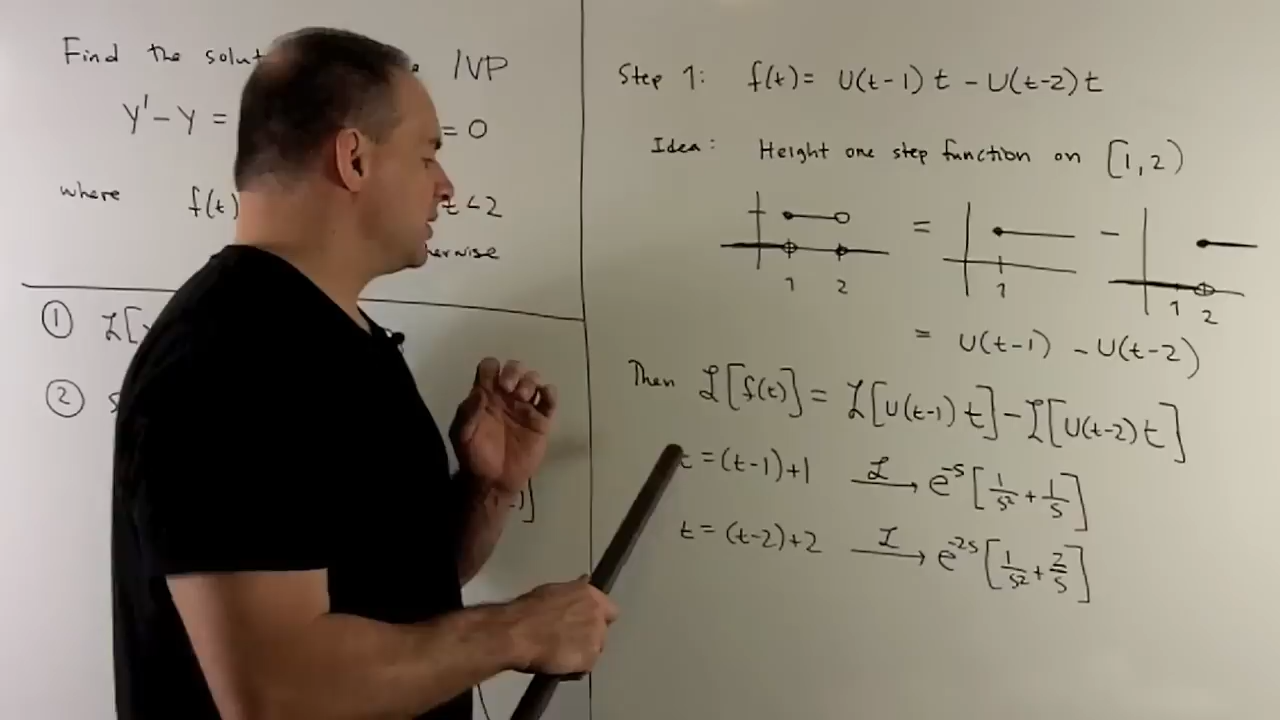 Find the solut IVP
y' - y = = 0
where f(t) t < 2
erwise
① ℒ[
②
-1]
Step 1: f(t) = U(t-1) t - U(t-2) t
Idea: Height one step function on [1, 2)
= -
1 2 1 1 2
= U(t-1) - U(t-2)
Then ℒ[f(t)] = ℒ[U(t-1) t] - ℒ[U(t-2) t]
t = (t-1)+1 ℒ→ e^{-s} [1/s² + 1/s]
t = (t-2)+2 ℒ→ e^{-2s} [1/s² + 2/s]